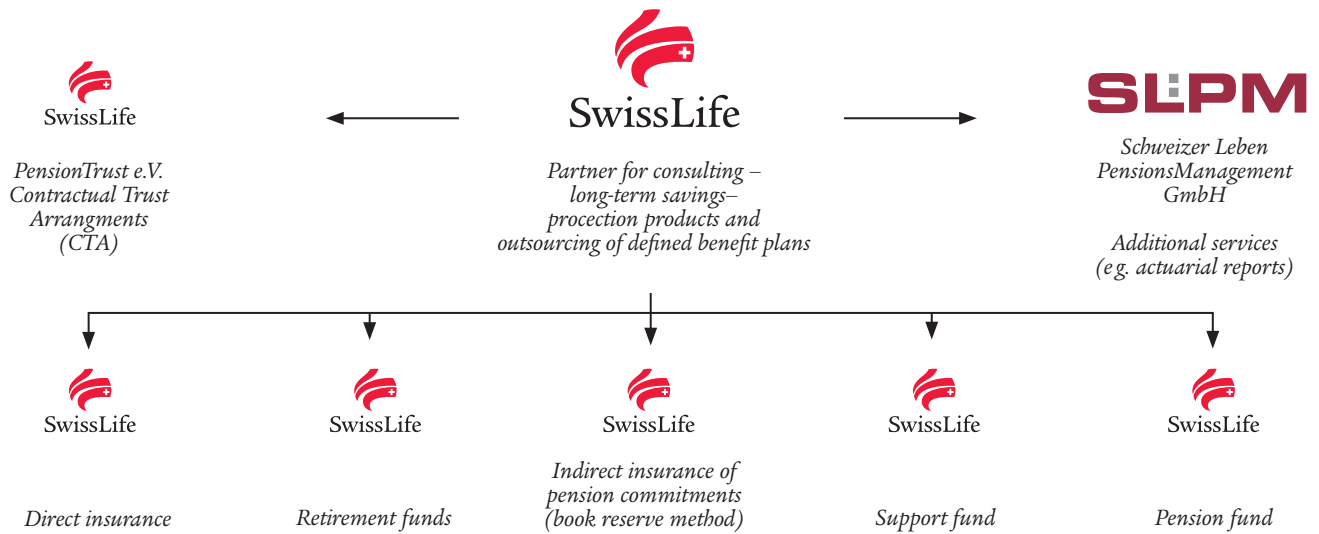 SwissLife
PensionTrust e.V.
Contractual Trust
Arrangments
(CTA)
SwissLife
Partner for consulting –
long-term savings–
procection products and
outsourcing of defined benefit plans
SLPM
Schweizer Leben
PensionsManagement
GmbH
Additional services
(e g. actuarial reports)
SwissLife
Direct insurance
SwissLife
Retirement funds
SwissLife
Indirect insurance of
pension commitments
(book reserve method)
SwissLife
Support fund
SwissLife
Pension fund